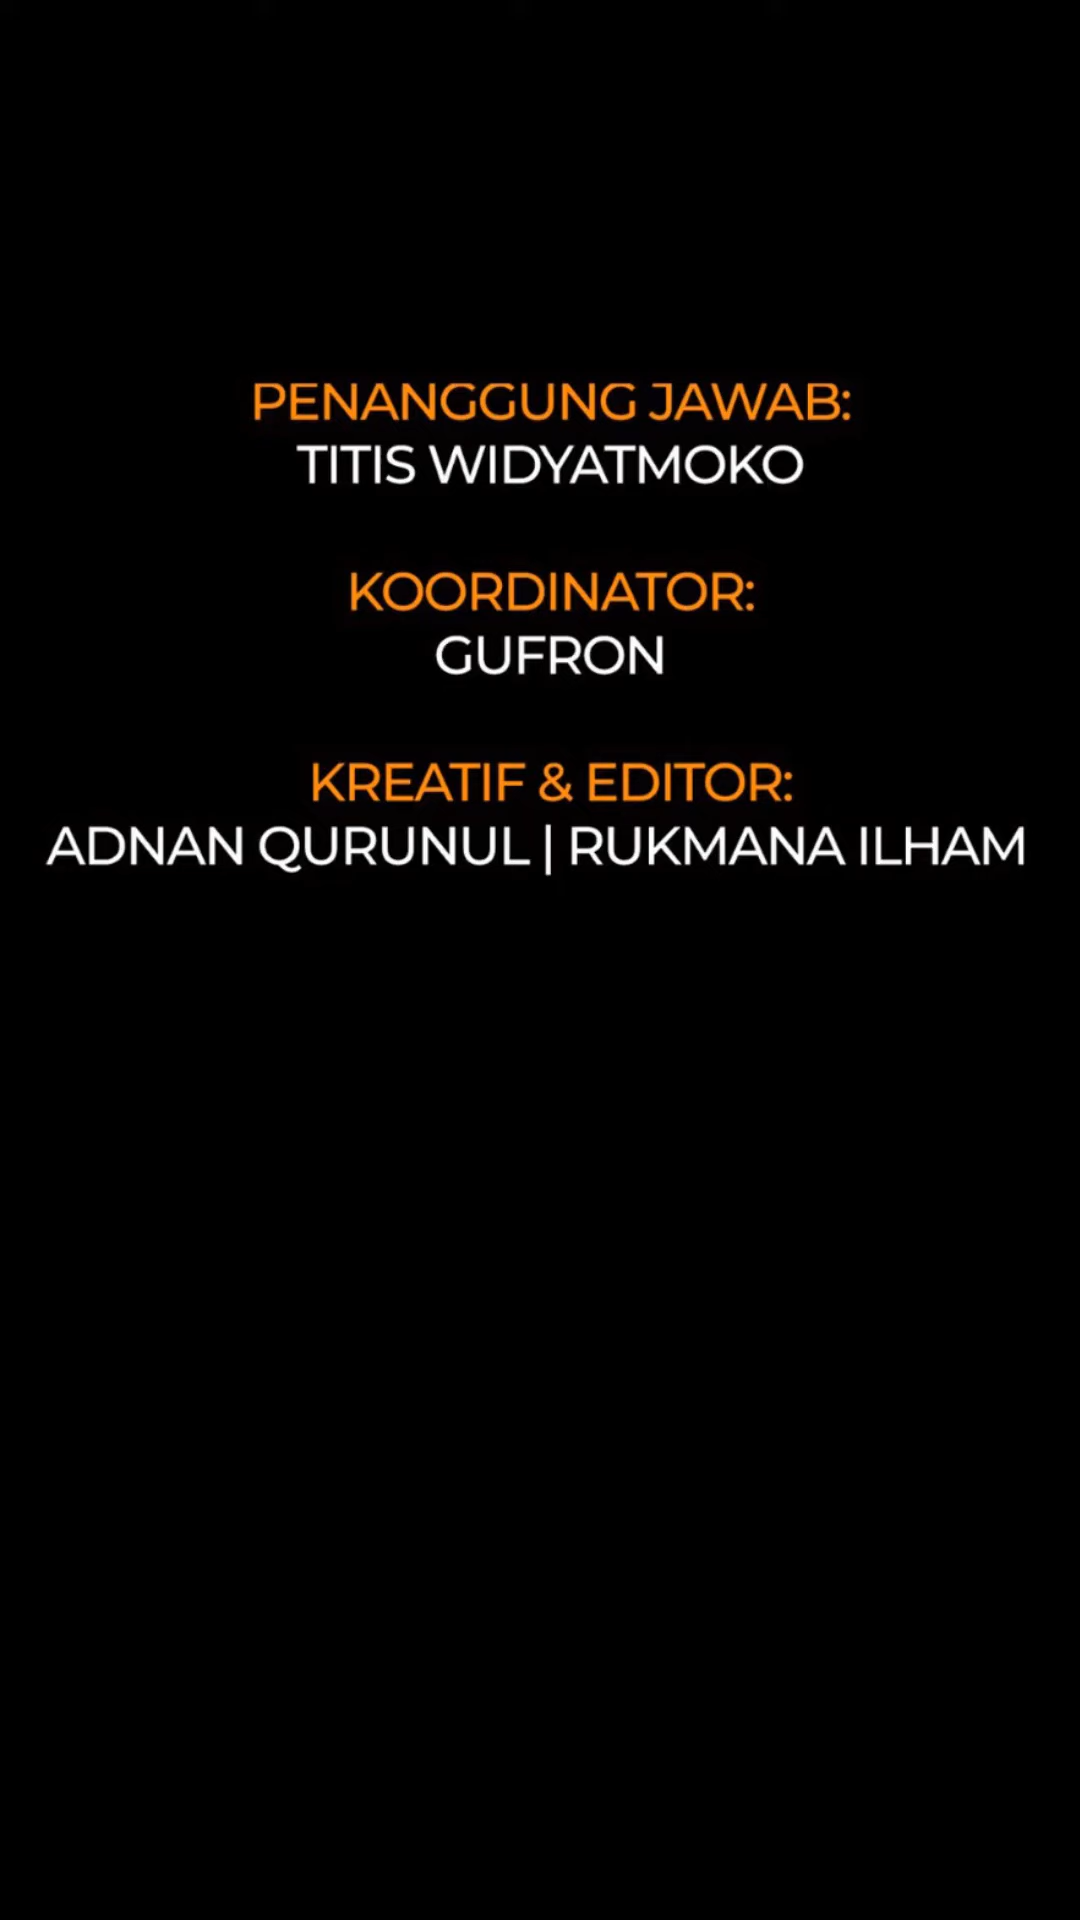 PENANGGUNG JAWAB:
TITIS WIDYATMOKO
KOORDINATOR:
GUFRON
KREATIF & EDITOR:
ADNAN QURUNUL | RUKMANA ILHAM